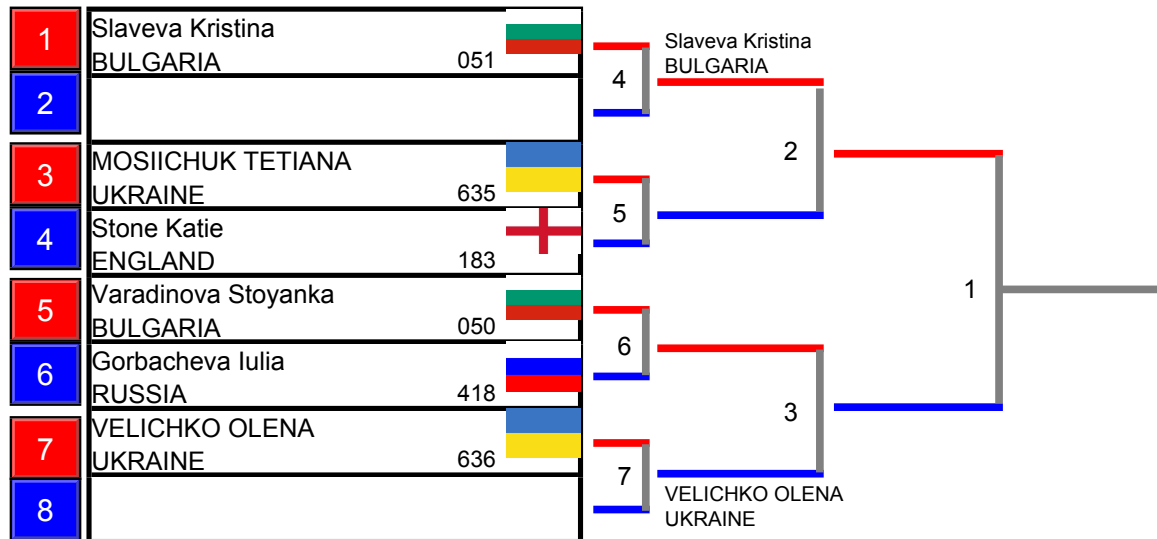 1
Slaveva Kristina
BULGARIA 051
2
3
MOSIICHUK TETIANA
UKRAINE 635
4
Stone Katie
ENGLAND 183
5
Varadinova Stoyanka
BULGARIA 050
6
Gorbacheva Iulia
RUSSIA 418
7
VELICHKO OLENA
UKRAINE 636
8
4
5
6
7
Slaveva Kristina
BULGARIA
2
3
VELICHKO OLENA
UKRAINE
1